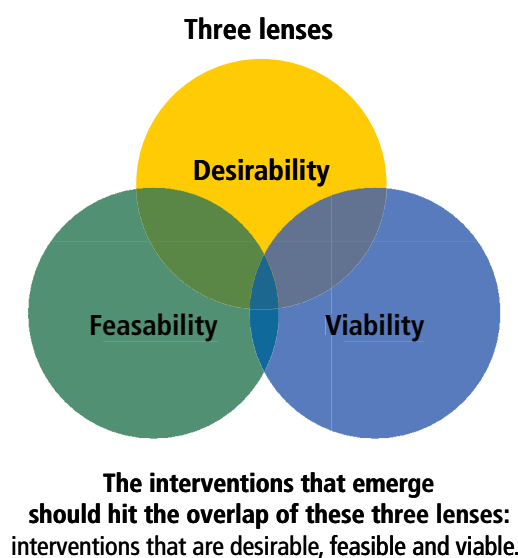 Three lenses
Desirability
Feasability
Viability
The interventions that emerge
should hit the overlap of these three lenses:
interventions that are desirable, feasible and viable.